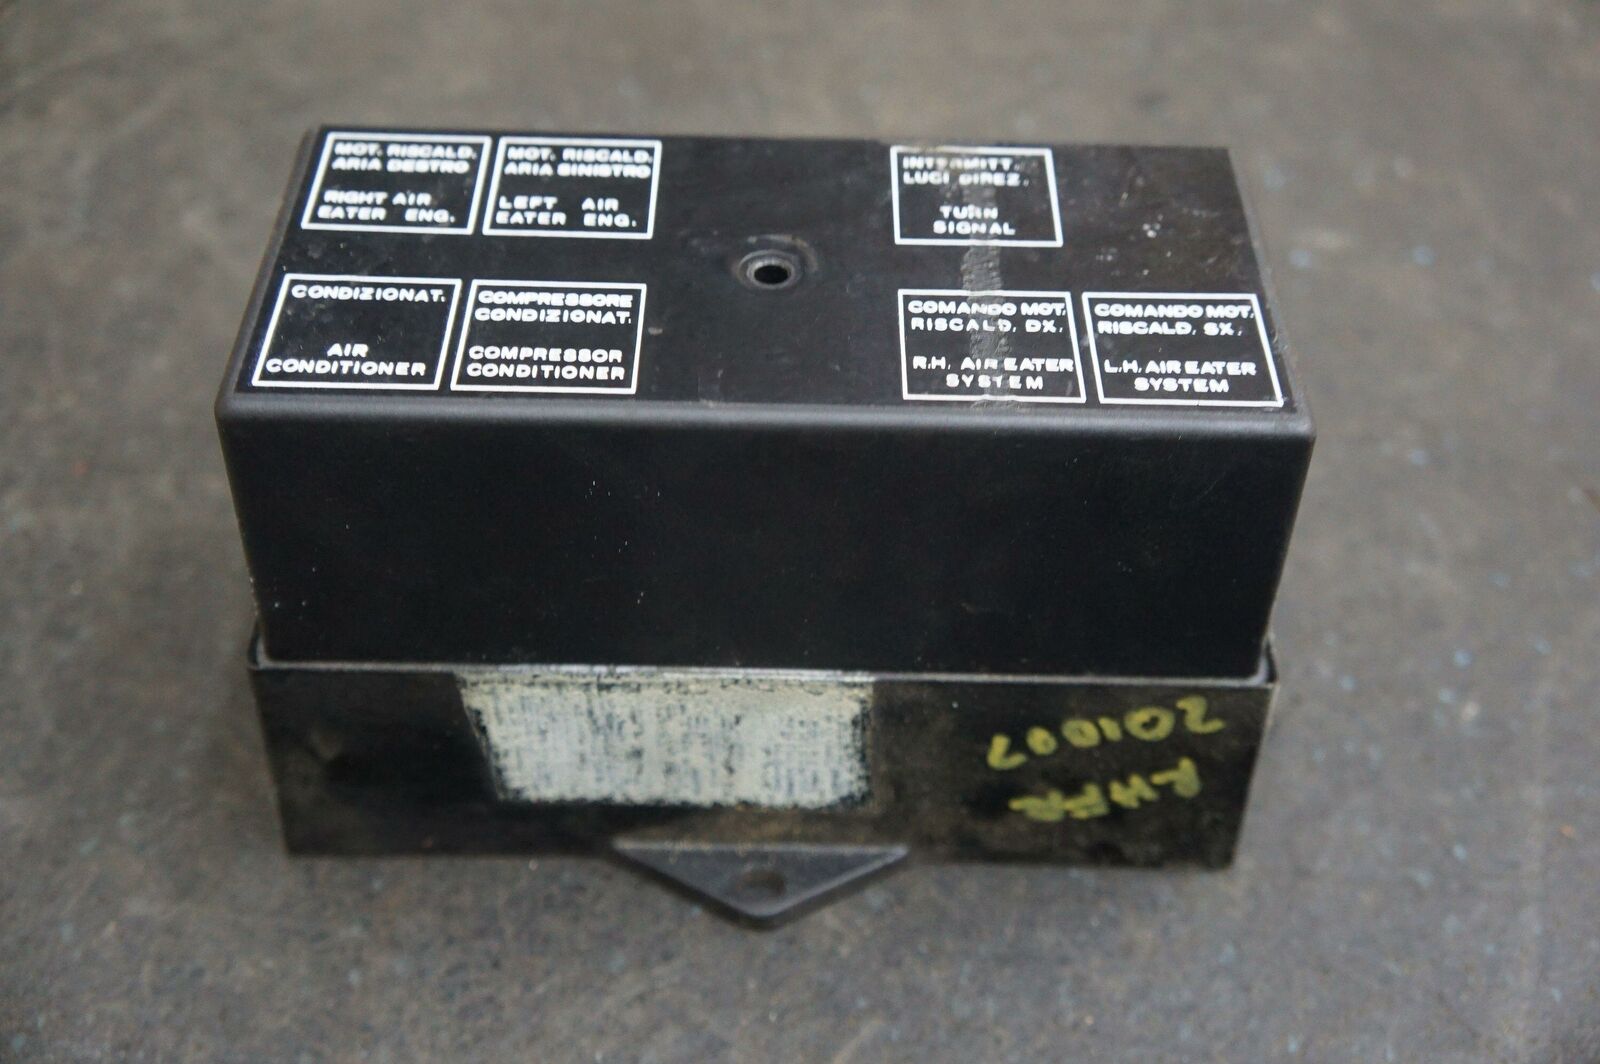 MOT. RISCALD.
ARIA DESTRO
RIGHT AIR
EATER ENG.
MOT. RISCALD.
ARIA SINISTRO
LEFT AIR
EATER ENG.
INTERMITT.
LUCI DIREZ.
TURN
SIGNAL
CONDIZIONAT.
AIR
CONDITIONER
COMPRESSORE
CONDIZIONAT.
COMPRESSOR
CONDITIONER
COMANDO MOT.
RISCALD. DX.
R.H. AIR EATER
SYSTEM
COMANDO MOT.
RISCALD. SX.
L.H. AIR EATER
SYSTEM